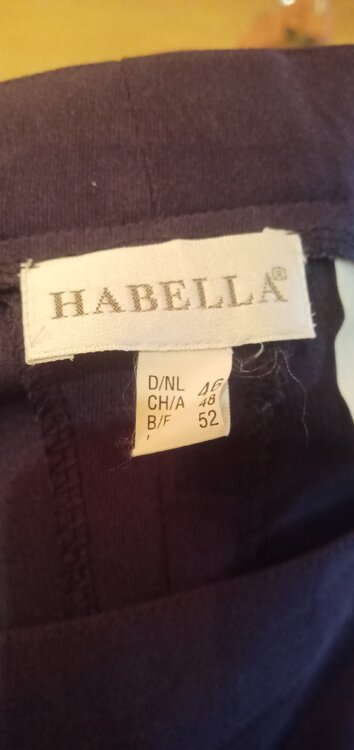 HABELLA®
D/NL 46
CH/A 48
B/F 52